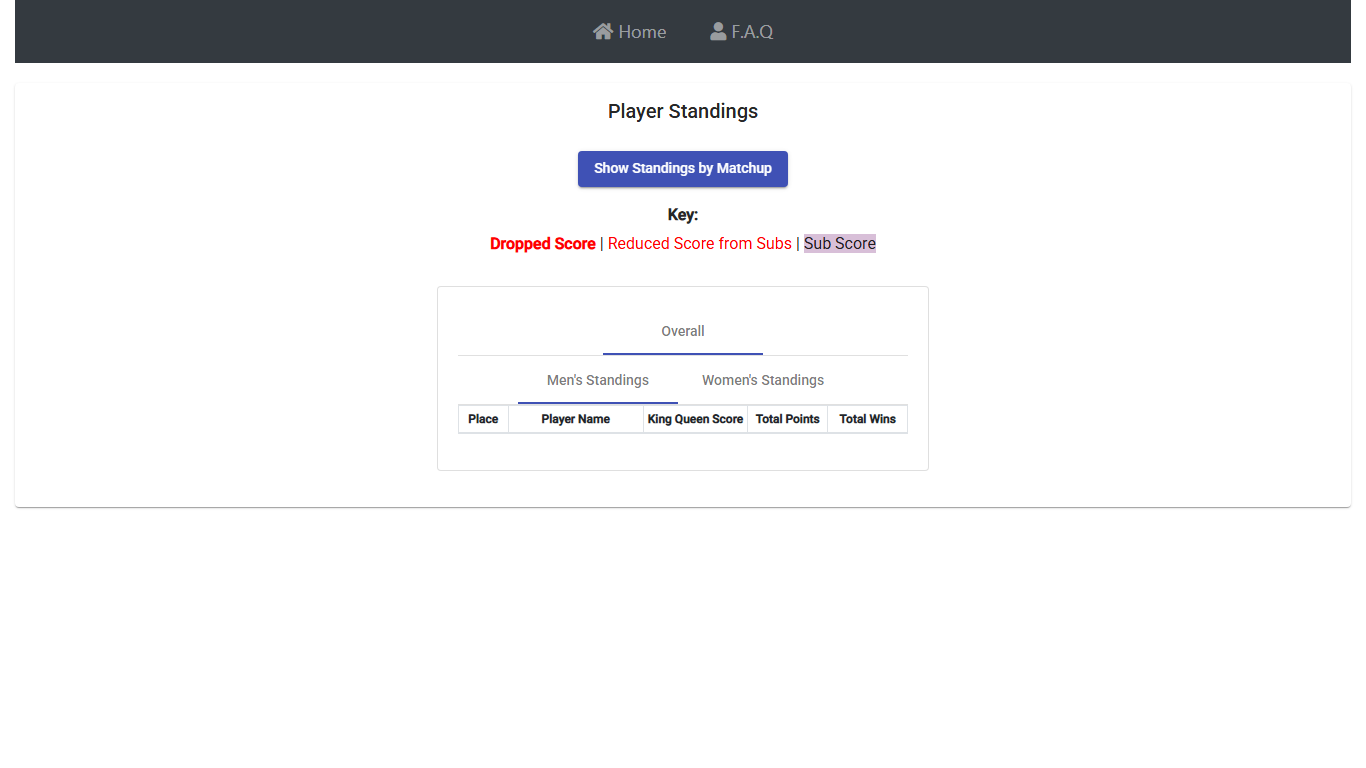 Home F.A.Q
Player Standings
Show Standings by Matchup
Key:
Dropped Score | Reduced Score from Subs | Sub Score
Overall
Men's Standings Women's Standings
Place Player Name King Queen Score Total Points Total Wins